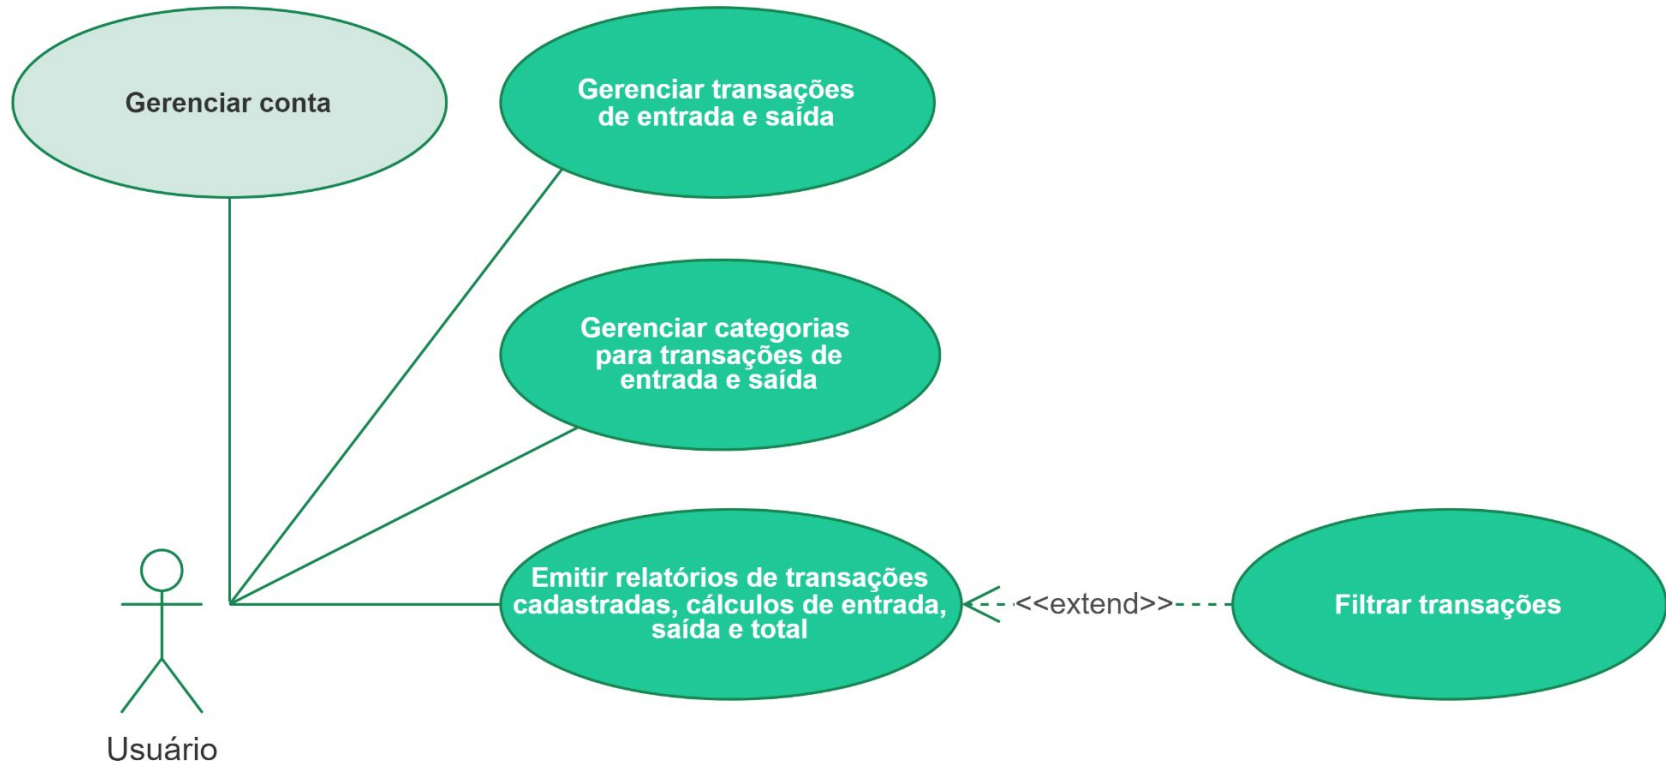 Gerenciar conta
Gerenciar transações
de entrada e saída
Gerenciar categorias
para transações de
entrada e saída
Emitir relatórios de transações
cadastradas, cálculos de entrada,
saída e total
<<extend>>
Filtrar transações
Usuário